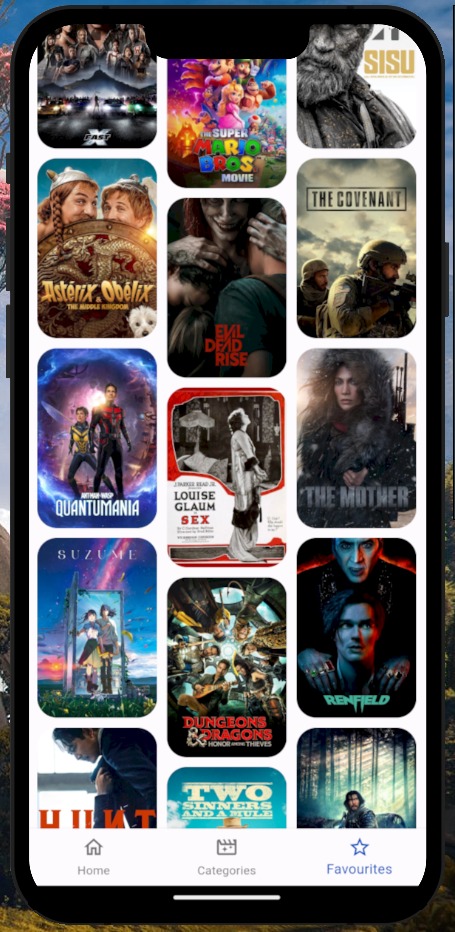 FAST X
THE SUPER
MARIO
BROS
MOVIE
SISU
Astérix & Obélix
THE MIDDLE KINGDOM
EVIL
DEAD
RISE
THE COVENANT
ANT-MAN AND THE WASP
QUANTUMANIA
J. PARKER READ JR.
LOUISE
GLAUM
SEX
THE MOTHER
SUZUME
DUNGEONS
& DRAGONS
HONOR AMONG THIEVES
RENFIELD
HUNT
TWO
SINNERS
AND A MULE
Home
Categories
Favourites